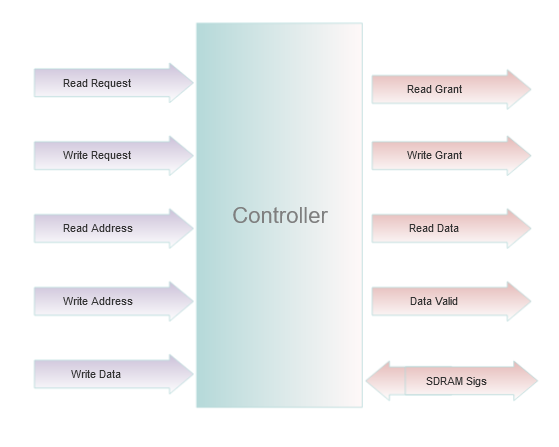 Read Request
Write Request
Read Address
Write Address
Write Data
Controller
Read Grant
Write Grant
Read Data
Data Valid
SDRAM Sigs